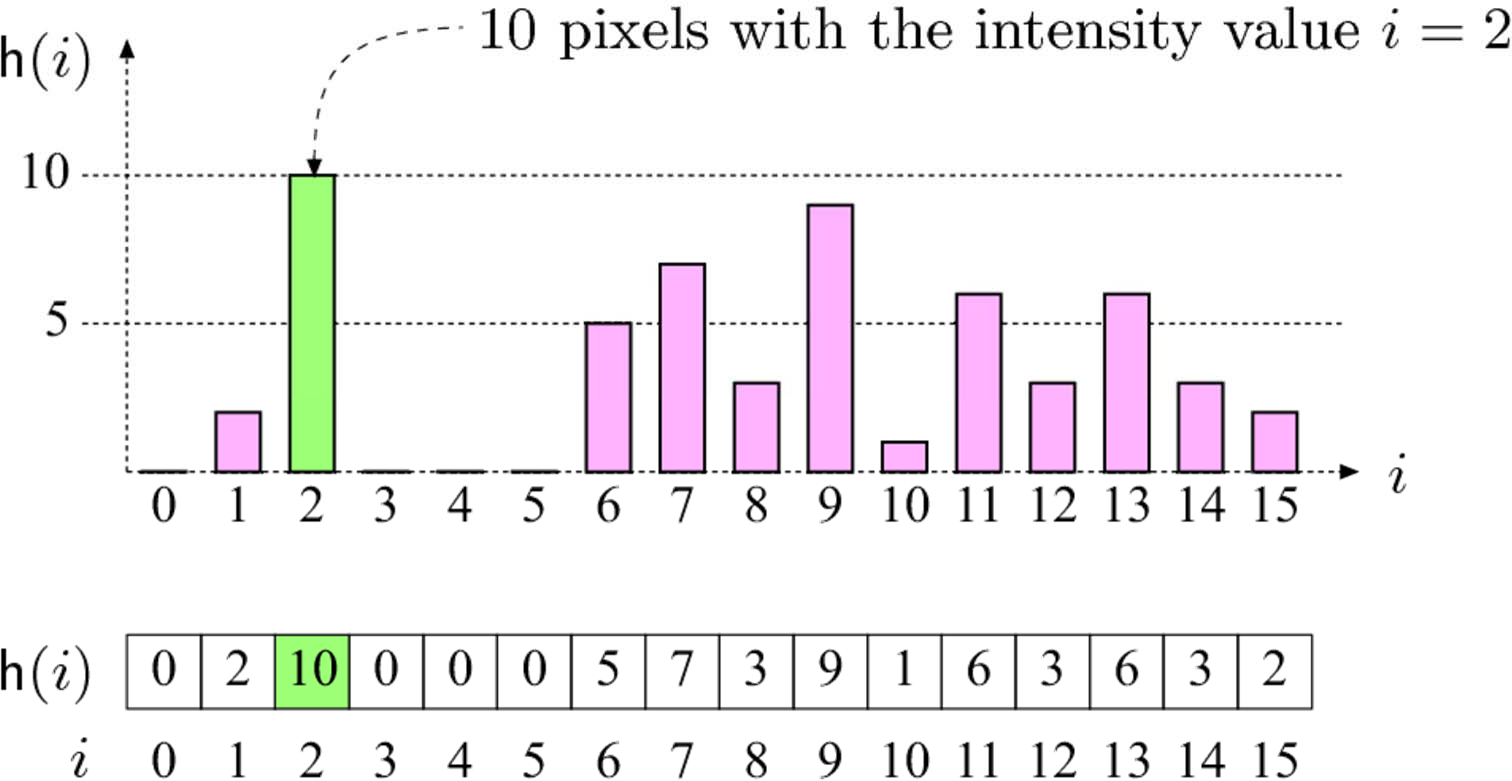 10 pixels with the intensity value i = 2
h(i)
10
5
i
0 1 2 3 4 5 6 7 8 9 10 11 12 13 14 15
h(i) 0 2 10 0 0 0 5 7 3 9 1 6 3 6 3 2
i 0 1 2 3 4 5 6 7 8 9 10 11 12 13 14 15